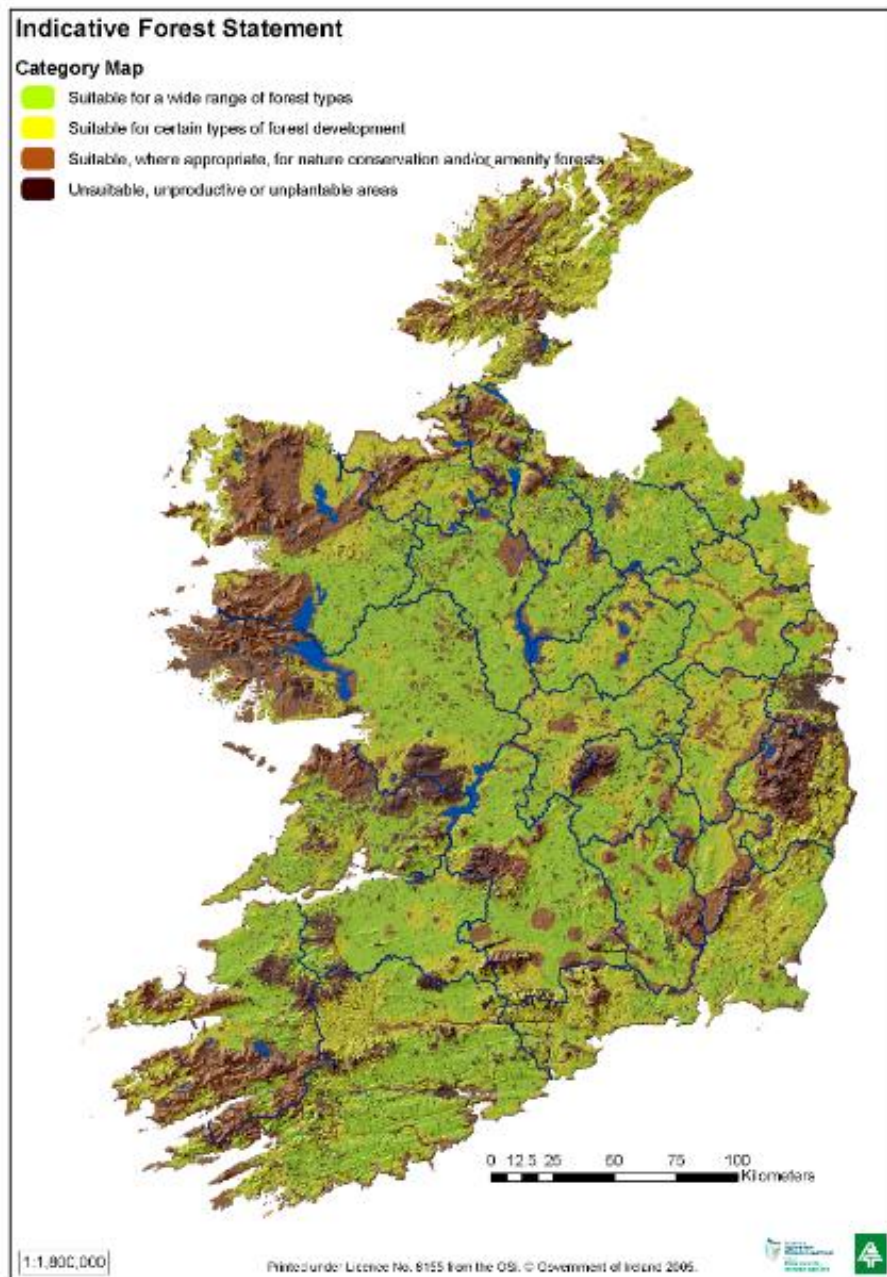 Indicative Forest Statement
Category Map
Suitable for a wide range of forest types
Suitable for certain types of forest development
Suitable, where appropriate, for nature conservation and/or amenity forests
Unsuitable, unproductive or unplantable areas
0 12.5 25 50 75 100
Kilometers
1:1,800,000
Printed under Licence No. 6155 from the OSi. © Government of Ireland 2005.